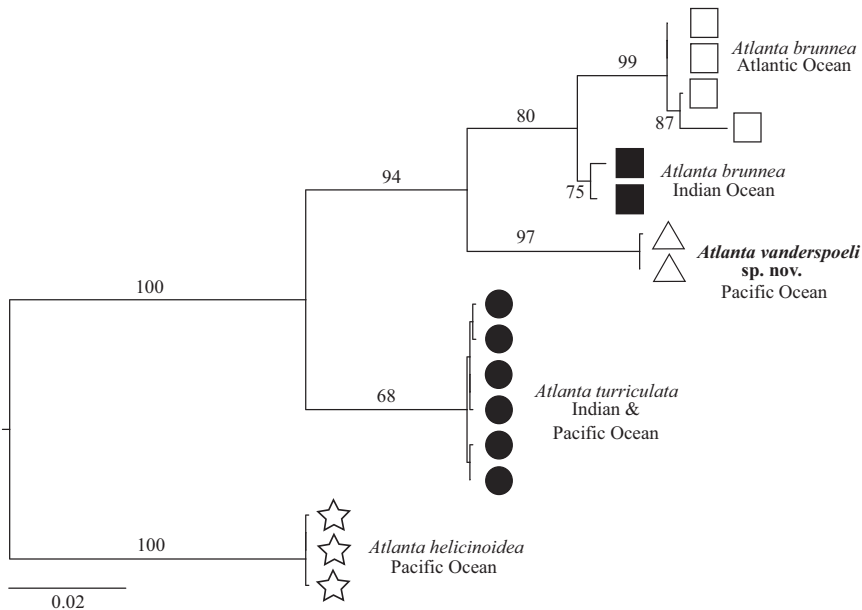 99
Atlanta brunnea
Atlantic Ocean
87
80
75
Atlanta brunnea
Indian Ocean
94
97
Atlanta vanderspoeli
sp. nov.
Pacific Ocean
100
68
Atlanta turriculata
Indian &
Pacific Ocean
100
Atlanta helicinoidea
Pacific Ocean
0.02